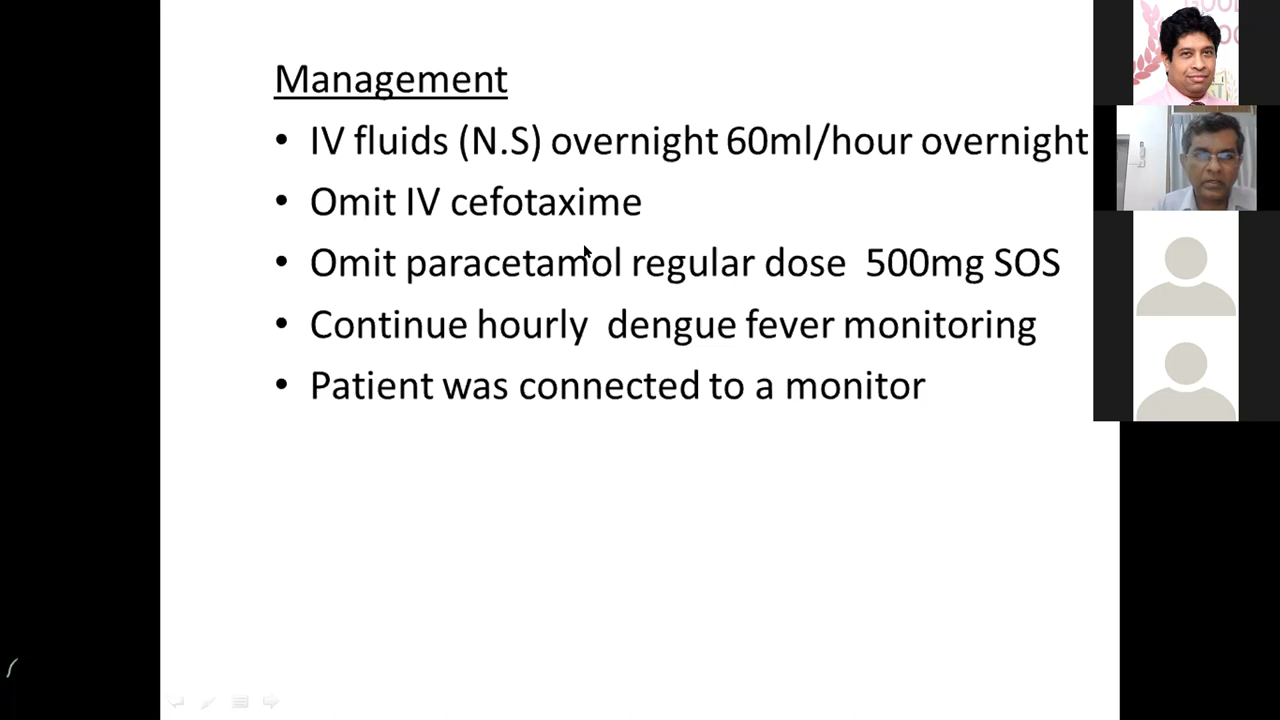 Management
• IV fluids (N.S) overnight 60ml/hour overnight
• Omit IV cefotaxime
• Omit paracetamol regular dose 500mg SOS
• Continue hourly dengue fever monitoring
• Patient was connected to a monitor